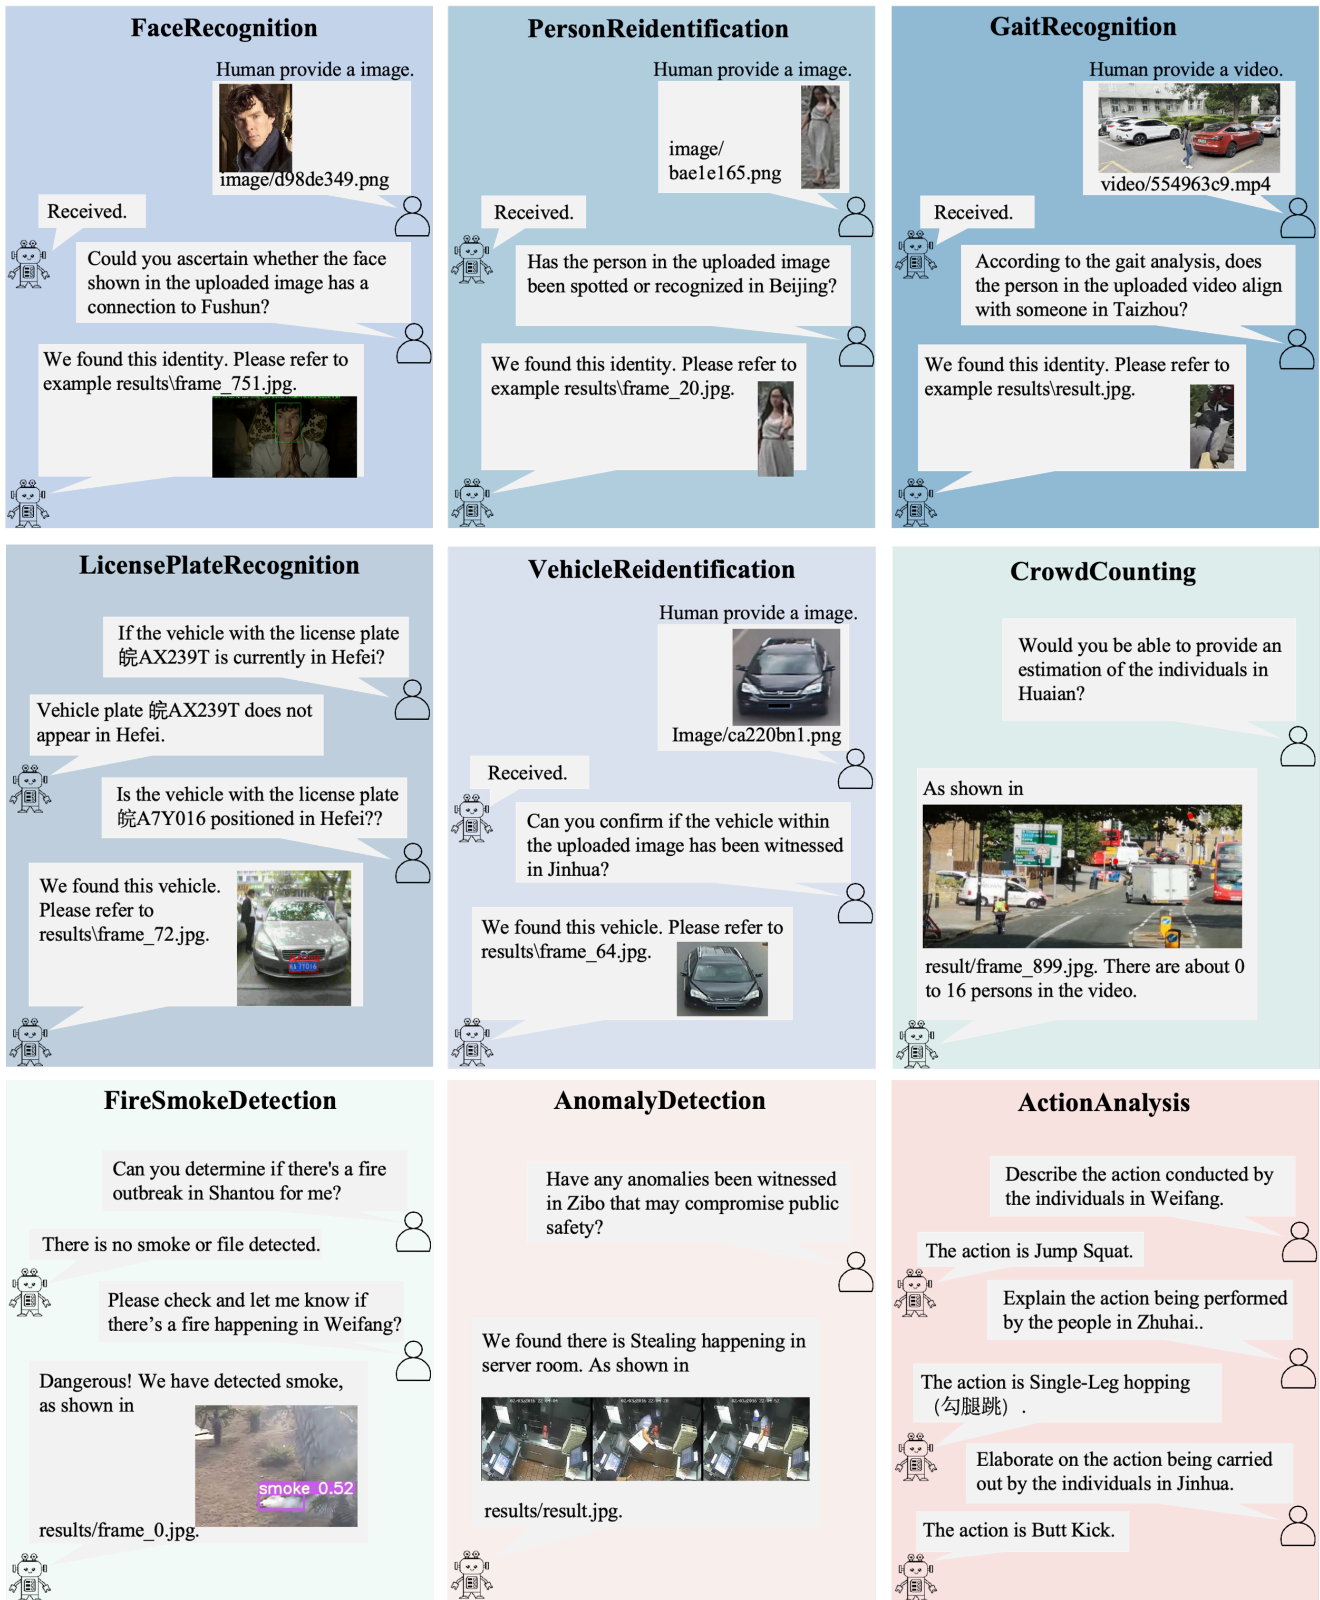 FaceRecognition
Human provide a image.
image/d98de349.png
Received.
Could you ascertain whether the face
shown in the uploaded image has a
connection to Fushun?
We found this identity. Please refer to
example results\frame_751.jpg.
PersonReidentification
Human provide a image.
image/
bae1e165.png
Received.
Has the person in the uploaded image
been spotted or recognized in Beijing?
We found this identity. Please refer to
example results\frame_20.jpg.
GaitRecognition
Human provide a video.
video/554963c9.mp4
Received.
According to the gait analysis, does
the person in the uploaded video align
with someone in Taizhou?
We found this identity. Please refer to
example results\result.jpg.
LicensePlateRecognition
If the vehicle with the license plate
皖AX239T is currently in Hefei?
Vehicle plate 皖AX239T does not
appear in Hefei.
Is the vehicle with the license plate
皖A7Y016 positioned in Hefei??
We found this vehicle.
Please refer to
results\frame_72.jpg.
VehicleReidentification
Human provide a image.
Image/ca220bn1.png
Received.
Can you confirm if the vehicle within
the uploaded image has been witnessed
in Jinhua?
We found this vehicle. Please refer to
results\frame_64.jpg.
CrowdCounting
Would you be able to provide an
estimation of the individuals in
Huaian?
As shown in
result/frame_899.jpg. There are about 0
to 16 persons in the video.
FireSmokeDetection
Can you determine if there's a fire
outbreak in Shantou for me?
There is no smoke or file detected.
Please check and let me know if
there’s a fire happening in Weifang?
Dangerous! We have detected smoke,
as shown in
smoke 0.52
results/frame_0.jpg.
AnomalyDetection
Have any anomalies been witnessed
in Zibo that may compromise public
safety?
We found there is Stealing happening in
server room. As shown in
results/result.jpg.
ActionAnalysis
Describe the action conducted by
the individuals in Weifang.
The action is Jump Squat.
Explain the action being performed
by the people in Zhuhai..
The action is Single-Leg hopping
（勾腿跳）.
Elaborate on the action being carried
out by the individuals in Jinhua.
The action is Butt Kick.